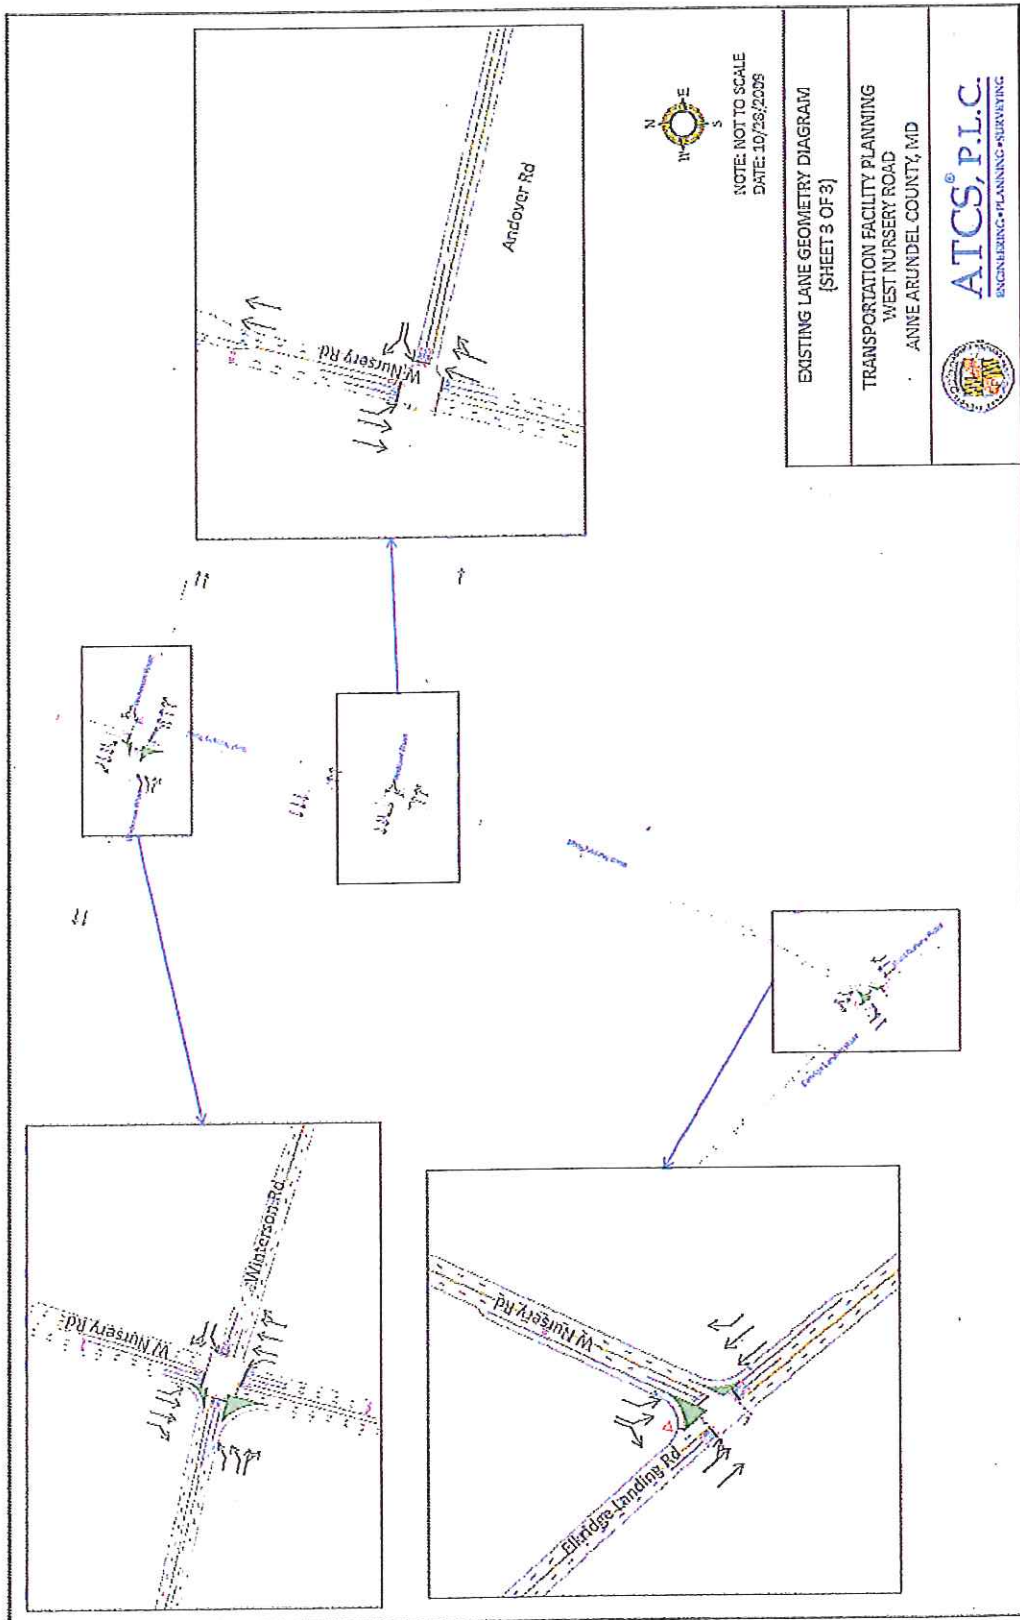 W. Nursery Rd
Andover Rd
N
W
E
S
NOTE: NOT TO SCALE
DATE: 10/28/2009
W. Nursery Rd
Winterson Rd
W. Nursery Rd
Elkridge Landing Rd
EXISTING LANE GEOMETRY DIAGRAM
(SHEET 3 OF 3)
TRANSPORTATION FACILITY PLANNING
WEST NURSERY ROAD
ANNE ARUNDEL COUNTY, MD
ATCS®, P.L.C.
ENGINEERING•PLANNING•SURVEYING